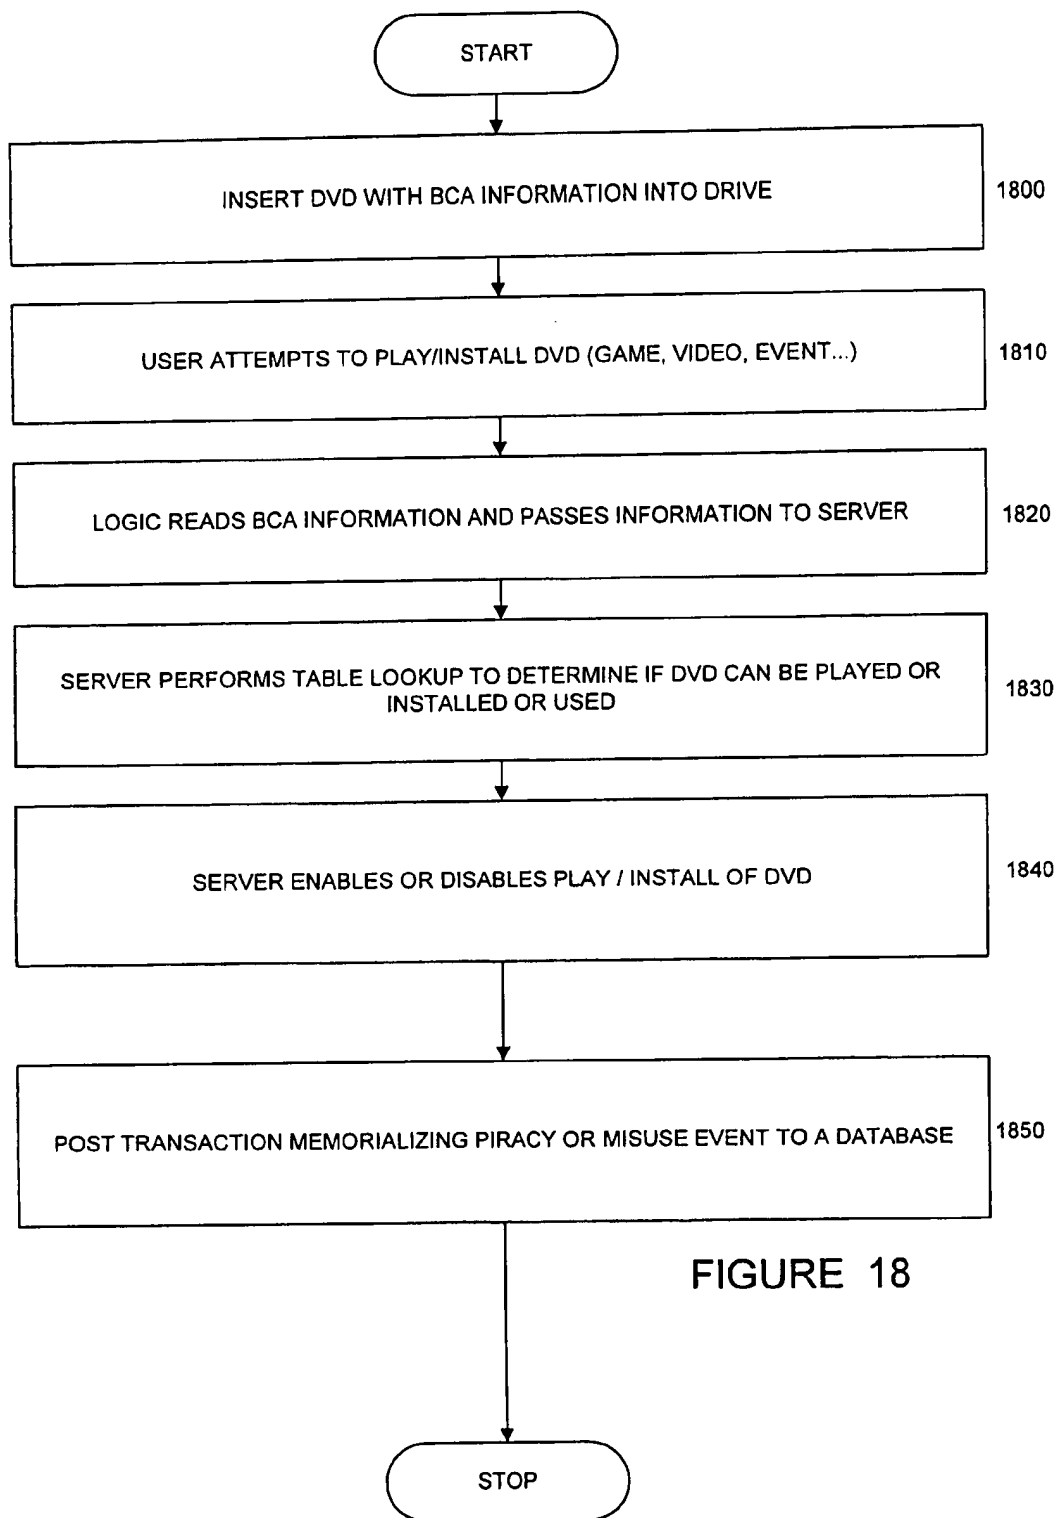 START
INSERT DVD WITH BCA INFORMATION INTO DRIVE
1800
USER ATTEMPTS TO PLAY/INSTALL DVD (GAME, VIDEO, EVENT...)
1810
LOGIC READS BCA INFORMATION AND PASSES INFORMATION TO SERVER
1820
SERVER PERFORMS TABLE LOOKUP TO DETERMINE IF DVD CAN BE PLAYED OR
INSTALLED OR USED
1830
SERVER ENABLES OR DISABLES PLAY / INSTALL OF DVD
1840
POST TRANSACTION MEMORIALIZING PIRACY OR MISUSE EVENT TO A DATABASE
1850
FIGURE 18
STOP